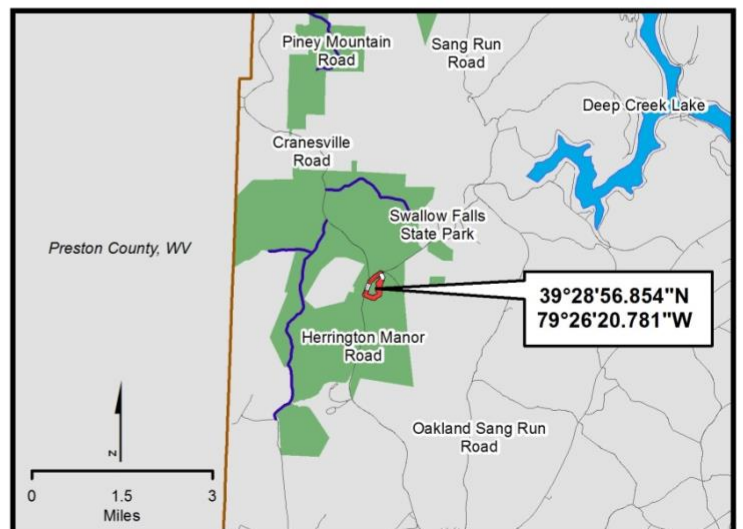 Piney Mountain
Road
Sang Run
Road
Deep Creek Lake
Cranesville
Road
Swallow Falls
State Park
Preston County, WV
39°28'56.854"N
79°26'20.781"W
Herrington Manor
Road
Oakland Sang Run
Road
N
0 1.5 3
Miles